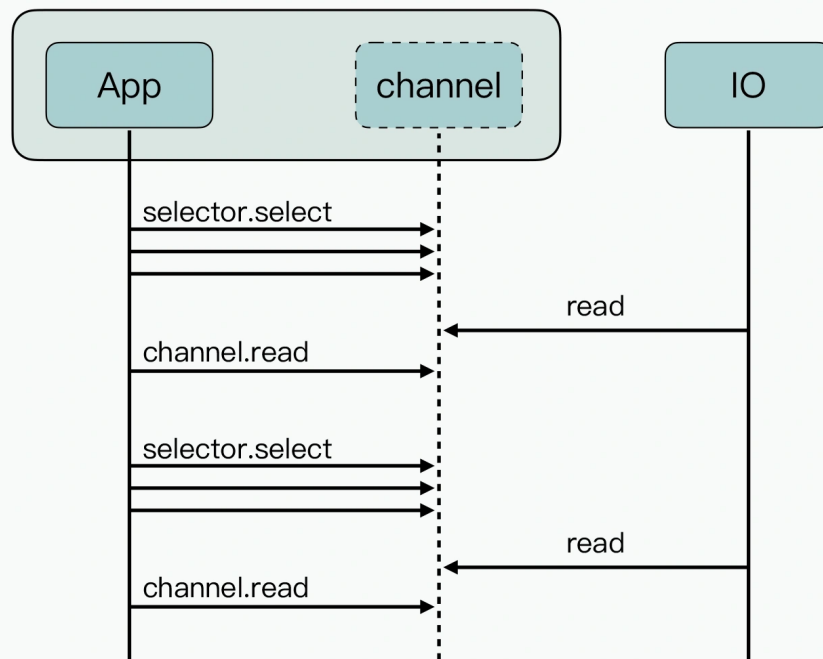 App
channel
IO
selector.select
read
channel.read
selector.select
read
channel.read